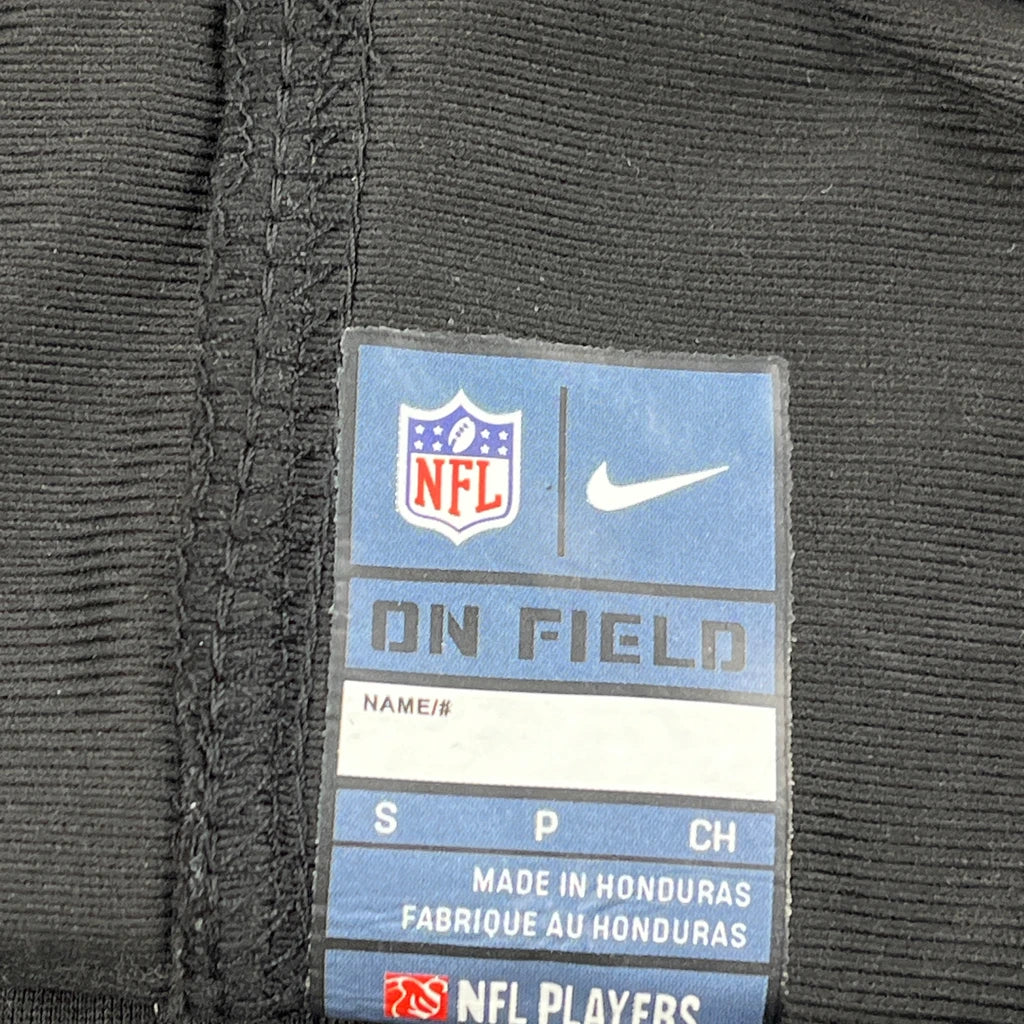 NFL
ON FIELD
NAME/#
S P CH
MADE IN HONDURAS
FABRIQUE AU HONDURAS
NFL PLAYERS